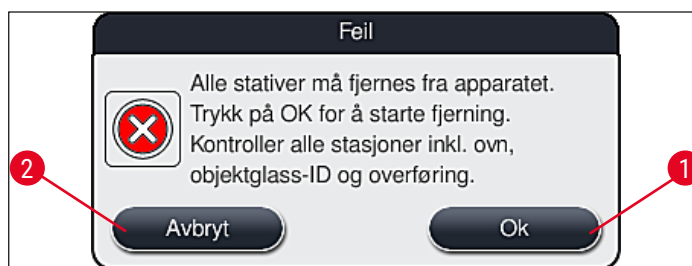 Feil
Alle stativer må fjernes fra apparatet.
Trykk på OK for å starte fjerning.
Kontroller alle stasjoner inkl. ovn,
objektglass-ID og overføring.
2
1
Avbryt
Ok